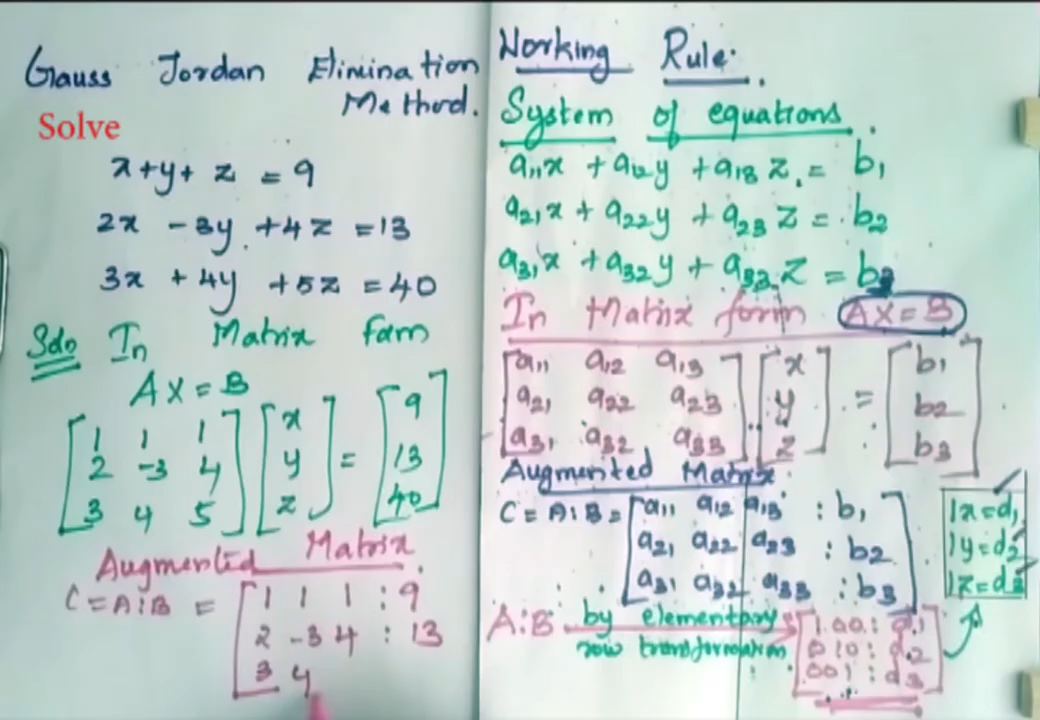 Gauss Jordan Elimination
Method.
Solve
x+y+ z = 9
2x - 3y +4z =13
3x + 4y +5z =40
Soln In Matrix Form
AX = B
[1 1 1] [x] = [9]
[2 -3 4] [y] = [13]
[3 4 5] [z] = [40]
Augmented Matrix
C=A:B = [1 1 1 : 9
2 -3 4 : 13
3 4
Working Rule.
System of equations.
a11x + a12y + a13 z = b1
a21x + a22y + a23 z = b2
a31x + a32y + a33 z = b3
In Matrix form AX=B
[a11 a12 a13] [x] = [b1]
[a21 a22 a23] [y] = [b2]
[a31 a32 a33] [z] = [b3]
Augmented Matrix
C = A:B = [a11 a12 a13 : b1]
[a21 a22 a23 : b2]
[a31 a32 a33 : b3]
1x=d1
1y=d2
1z=d3
A:B by elementary
row transformation
[1 0 0 : d1]
[0 1 0 : d2]
[0 0 1 : d3]